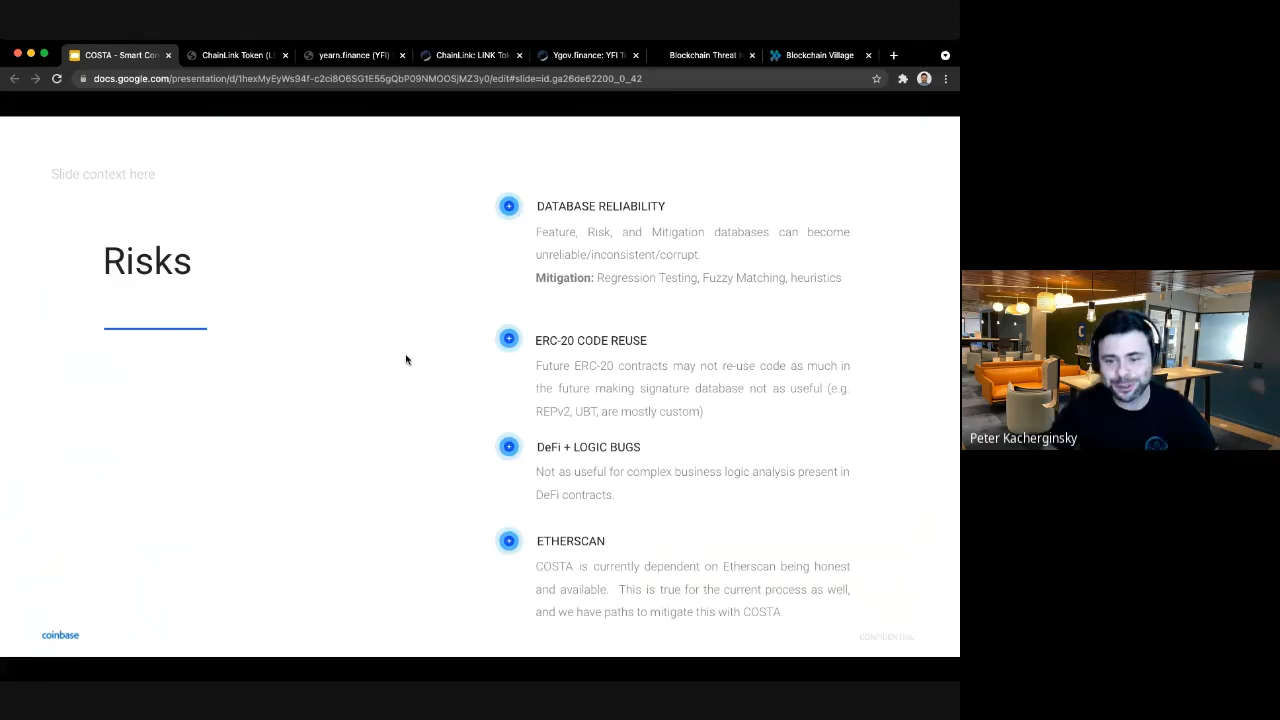 COSTA - Smart Con
ChainLink Token (L
yearn.finance (YFI)
ChainLink: LINK Tok
Ygov.finance: YFI T
Blockchain Threat
Blockchain Village
docs.google.com/presentation/d/1hexMyEyWs94f-c2ci8O6SG1E55gQbP09NMOOSjMZ3y0/edit#slide=id.ga26de62200_0_42
Slide context here
Risks
DATABASE RELIABILITY
Feature, Risk, and Mitigation databases can become
unreliable/inconsistent/corrupt.
Mitigation: Regression Testing, Fuzzy Matching, heuristics
ERC-20 CODE REUSE
Future ERC-20 contracts may not re-use code as much in
the future making signature database not as useful (e.g.
REPv2, UBT, are mostly custom)
DeFi + LOGIC BUGS
Not as useful for complex business logic analysis present in
DeFi contracts.
ETHERSCAN
COSTA is currently dependent on Etherscan being honest
and available. This is true for the current process as well,
and we have paths to mitigate this with COSTA.
coinbase
CONFIDENTIAL
Peter Kacherginsky